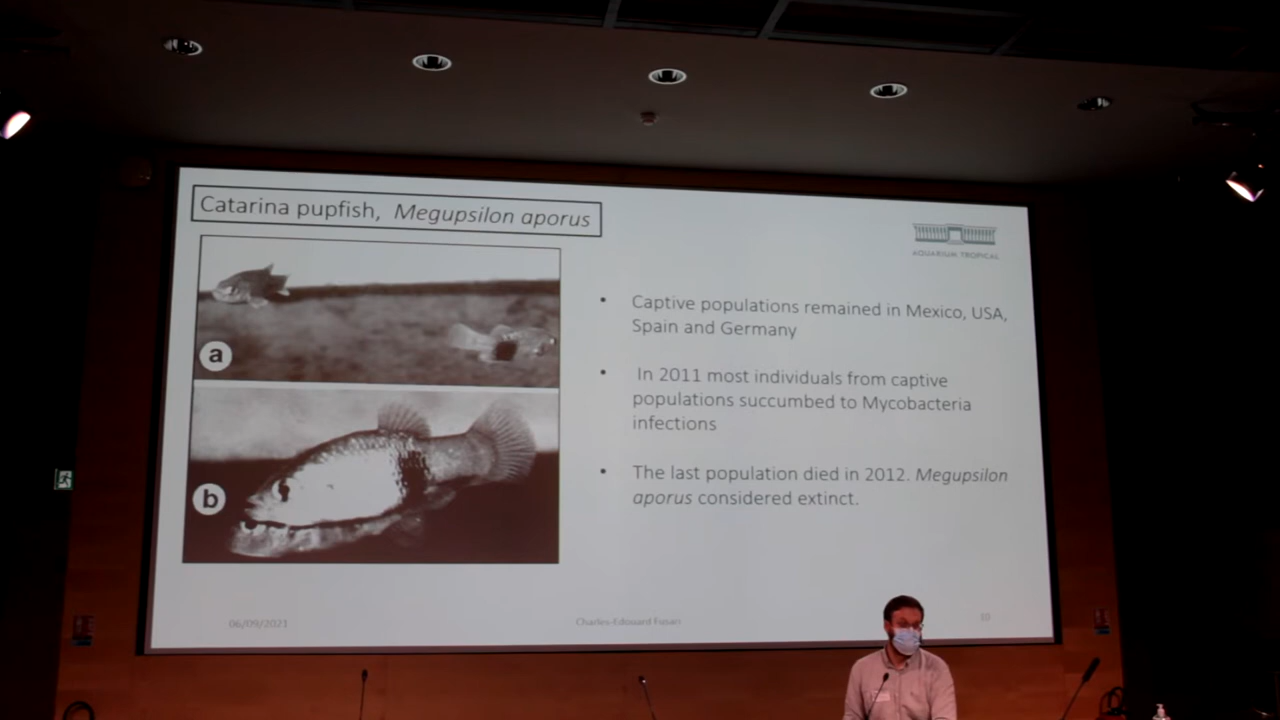 Catarina pupfish, Megupsilon aporus
AQUARIUM TROPICAL
a
b
• Captive populations remained in Mexico, USA,
Spain and Germany
• In 2011 most individuals from captive
populations succumbed to Mycobacteria
infections
• The last population died in 2012. Megupsilon
aporus considered extinct.
06/09/2021
Charles-Edouard Fusari
10